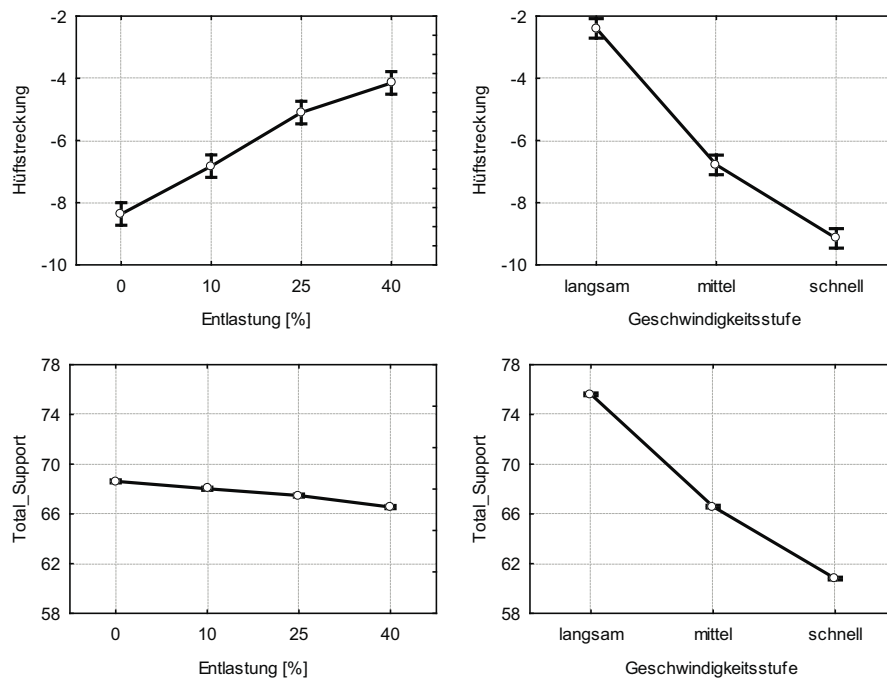 -2
-4
-6
-8
-10
Hüftstreckung
0 10 25 40
Entlastung [%]
-2
-4
-6
-8
-10
Hüftstreckung
langsam mittel schnell
Geschwindigkeitsstufe
78
74
70
66
62
58
Total_Support
0 10 25 40
Entlastung [%]
78
74
70
66
62
58
Total_Support
langsam mittel schnell
Geschwindigkeitsstufe